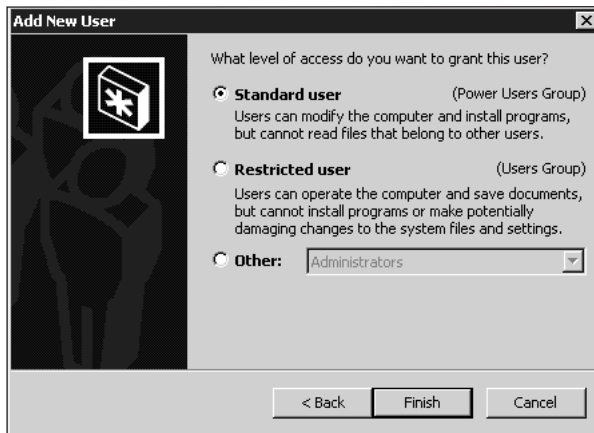 Add New User
What level of access do you want to grant this user?
Standard user (Power Users Group)
Users can modify the computer and install programs,
but cannot read files that belong to other users.
Restricted user (Users Group)
Users can operate the computer and save documents,
but cannot install programs or make potentially
damaging changes to the system files and settings.
Other: Administrators
< Back Finish Cancel